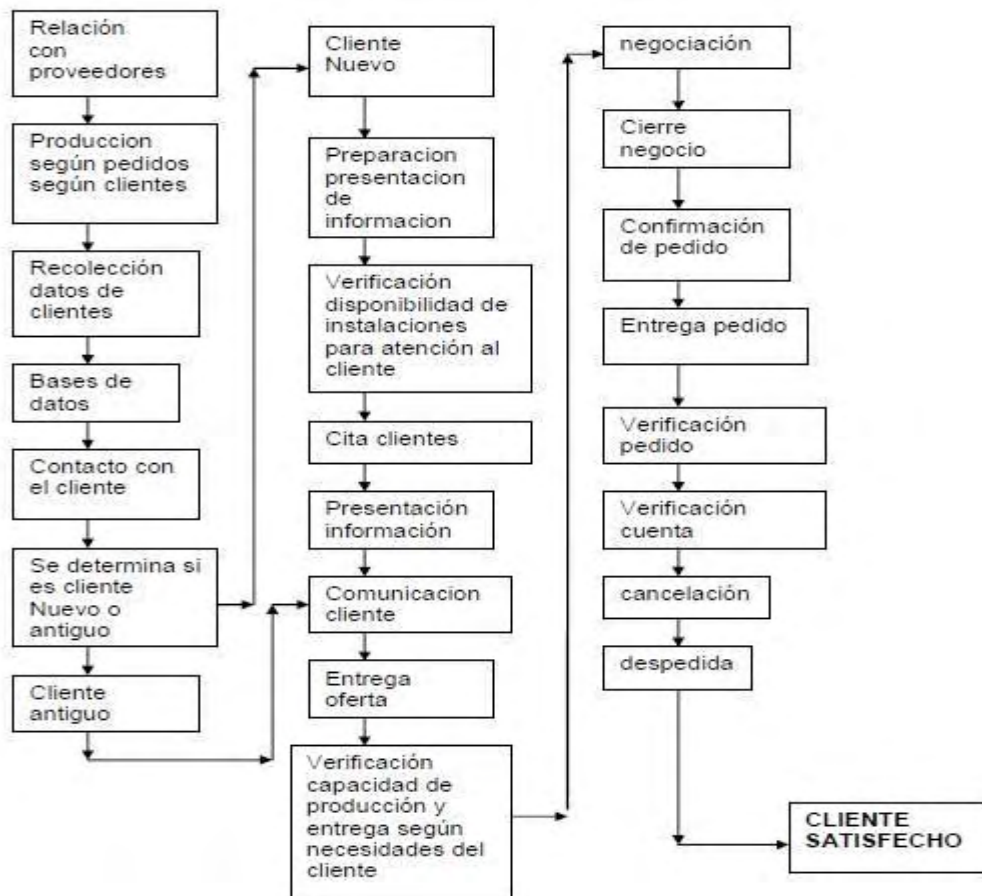 Relación
con
proveedores
Produccion
según pedidos
según clientes
Recolección
datos de
clientes
Bases de
datos
Contacto con
el cliente
Se determina si
es cliente
Nuevo o
antiguo
Cliente
antiguo
Cliente
Nuevo
Preparacion
presentacion
de
informacion
Verificación
disponibilidad de
instalaciones
para atención al
cliente
Cita clientes
Presentación
información
Comunicacion
cliente
Entrega
oferta
Verificación
capacidad de
producción y
entrega según
necesidades del
cliente
negociación
Cierre
negocio
Confirmación
de pedido
Entrega pedido
Verificación
pedido
Verificación
cuenta
cancelación
despedida
CLIENTE
SATISFECHO